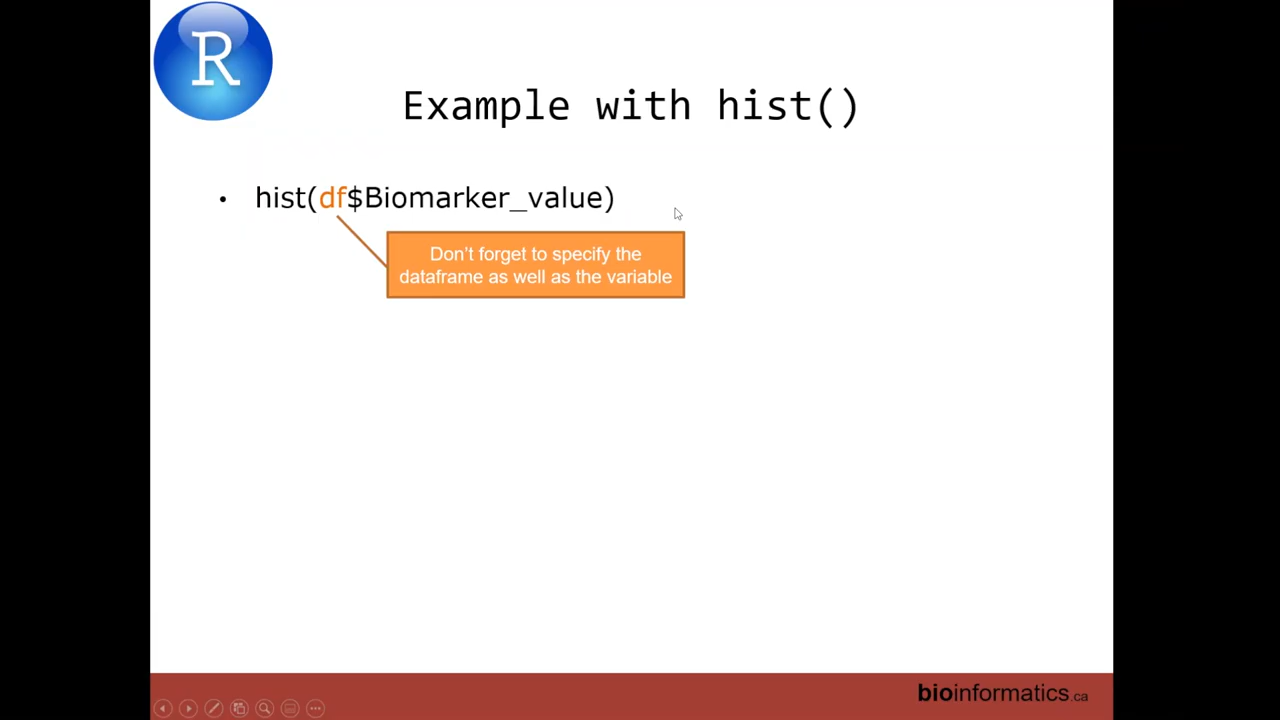 R
Example with hist()
• hist(df$Biomarker_value)
Don't forget to specify the
dataframe as well as the variable
bioinformatics.ca